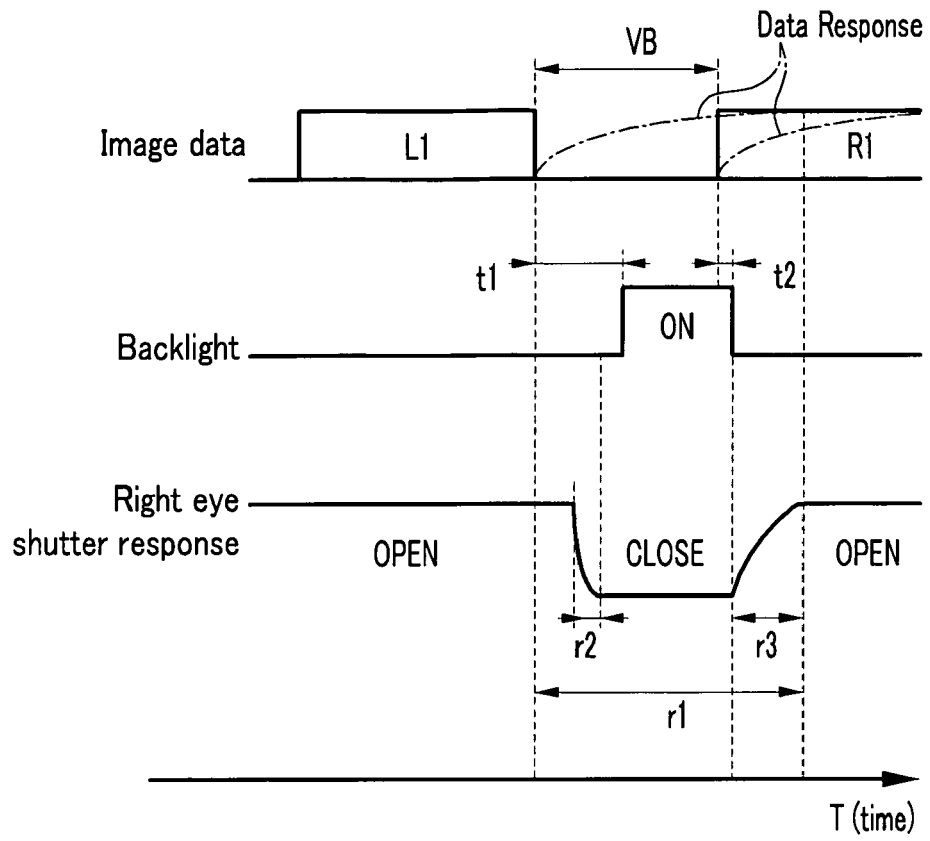 Data Response
VB
Image data
L1
R1
t1
t2
ON
Backlight
Right eye
shutter response
OPEN
CLOSE
OPEN
r2
r3
r1
T (time)